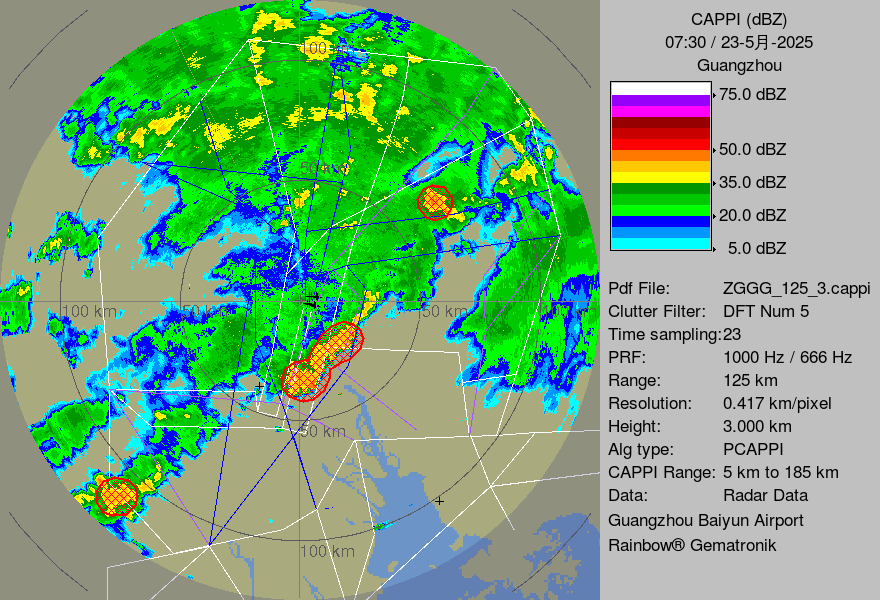 CAPPI (dBZ)
07:30 / 23-5月-2025
Guangzhou
75.0 dBZ
50.0 dBZ
35.0 dBZ
20.0 dBZ
5.0 dBZ
Pdf File: ZGGG_125_3.cappi
Clutter Filter: DFT Num 5
Time sampling:23
PRF: 1000 Hz / 666 Hz
Range: 125 km
Resolution: 0.417 km/pixel
Height: 3.000 km
Alg type: PCAPPI
CAPPI Range: 5 km to 185 km
Data: Radar Data
Guangzhou Baiyun Airport
Rainbow® Gematronik
100 km
50 km
100 km
50 km
50 km
50 km
100 km